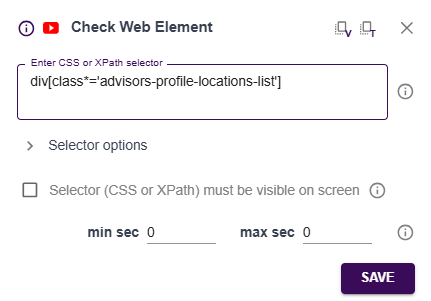 Check Web Element
V
T
Enter CSS or XPath selector
div[class*='advisors-profile-locations-list']
Selector options
Selector (CSS or XPath) must be visible on screen
min sec 0 max sec 0
SAVE